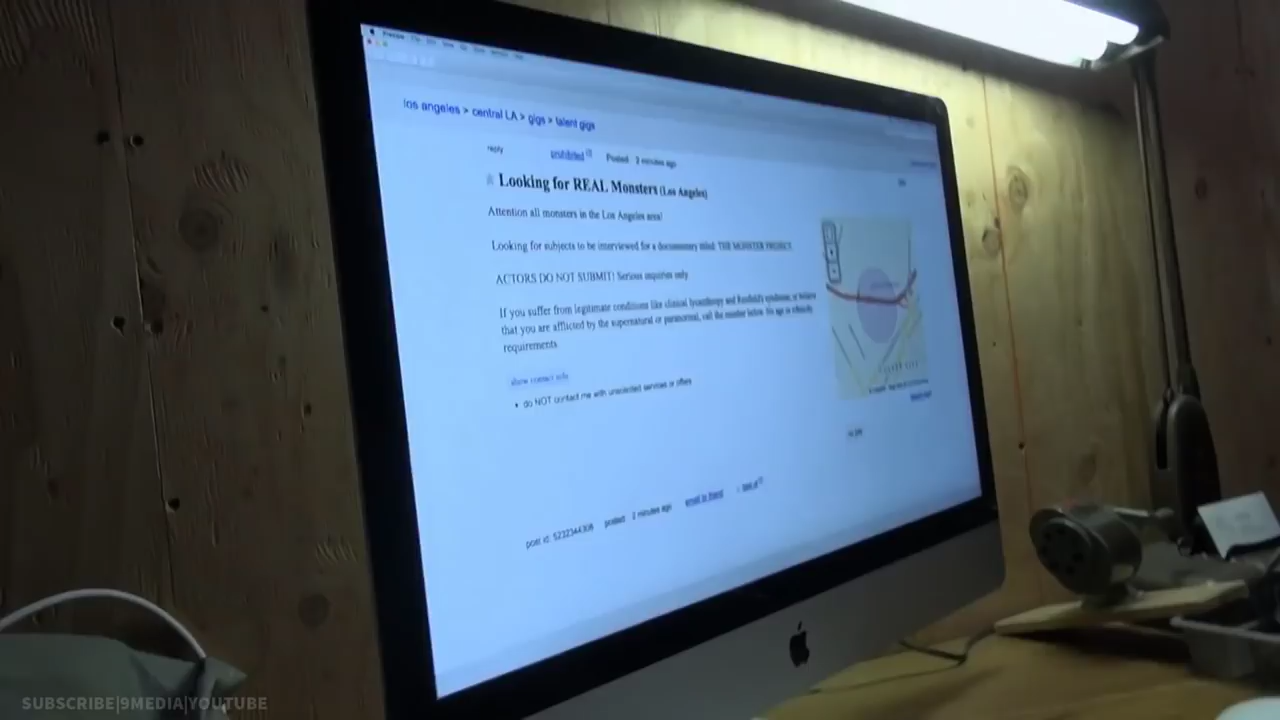 los angeles > central LA > gigs > talent gigs
reply
prohibited
Posted 2 minutes ago
Looking for REAL Monsters (Los Angeles)
Attention all monsters in the Los Angeles area!
Looking for subjects to be interviewed for a documentary titled: THE MONSTER PROJECT.
ACTORS DO NOT SUBMIT! Serious inquiries only.
If you suffer from legitimate conditions like clinical lycanthropy and Renfield's syndrome, or believe
that you are afflicted by the supernatural or paranormal, call the number below. No age or ethnicity
requirements.
show contact info
• do NOT contact me with unsolicited services or offers
post id: 5232344308 posted: 2 minutes ago email to friend
SUBSCRIBE|9MEDIA|YOUTUBE